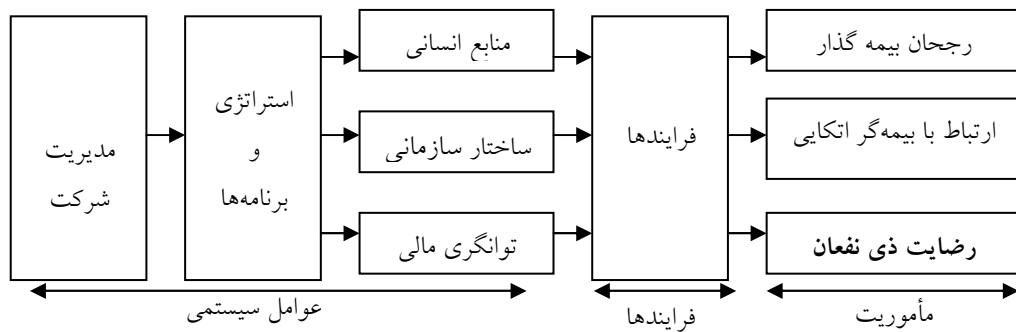 مدیریت
شرکت
استراتژی
و
برنامه‌ها
منابع انسانی
ساختار سازمانی
توانگری مالی
فرایندها
رجحان بیمه گذار
ارتباط با بیمه‌گر اتکایی
رضایت ذی نفعان
عوامل سیستمی
فرایندها
مأموریت